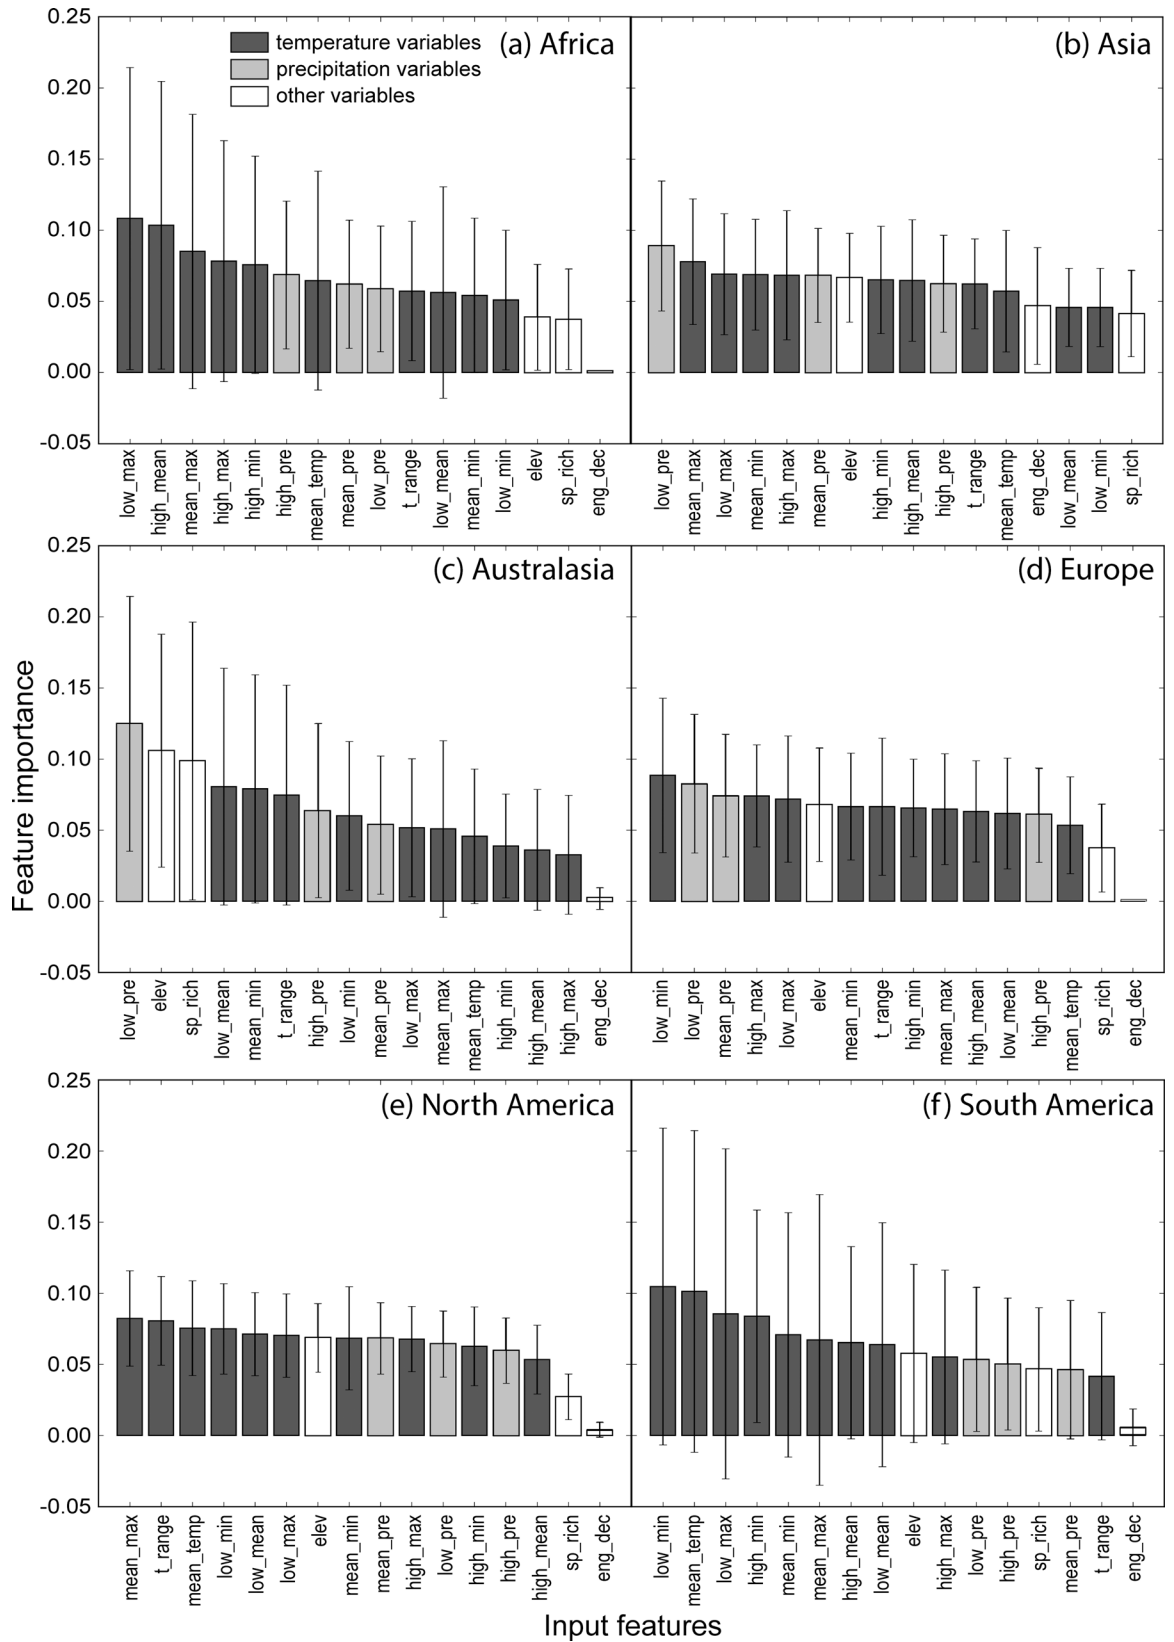 (a) Africa
temperature variables
precipitation variables
other variables
0.25
0.20
0.15
0.10
0.05
0.00
-0.05
low_max
high_mean
mean_max
high_max
high_min
high_pre
mean_temp
mean_pre
low_pre
t_range
low_mean
mean_min
low_min
elev
sp_rich
eng_dec
(b) Asia
low_pre
mean_max
low_max
mean_min
high_max
mean_pre
elev
high_min
high_mean
high_pre
t_range
mean_temp
eng_dec
low_mean
low_min
sp_rich
Feature importance
(c) Australasia
0.25
0.20
0.15
0.10
0.05
0.00
-0.05
low_pre
elev
sp_rich
low_mean
mean_min
t_range
high_pre
low_min
mean_pre
low_max
mean_max
mean_temp
high_min
high_mean
high_max
eng_dec
(d) Europe
low_min
low_pre
mean_pre
high_max
low_max
elev
mean_min
t_range
high_min
mean_max
high_mean
low_mean
high_pre
mean_temp
sp_rich
eng_dec
(e) North America
0.25
0.20
0.15
0.10
0.05
0.00
-0.05
mean_max
t_range
mean_temp
low_min
low_mean
low_max
elev
mean_min
mean_pre
high_max
low_pre
high_min
high_pre
high_mean
sp_rich
eng_dec
(f) South America
low_min
mean_temp
low_max
high_min
mean_min
mean_max
high_mean
low_mean
elev
high_max
low_pre
high_pre
sp_rich
mean_pre
t_range
eng_dec
Input features